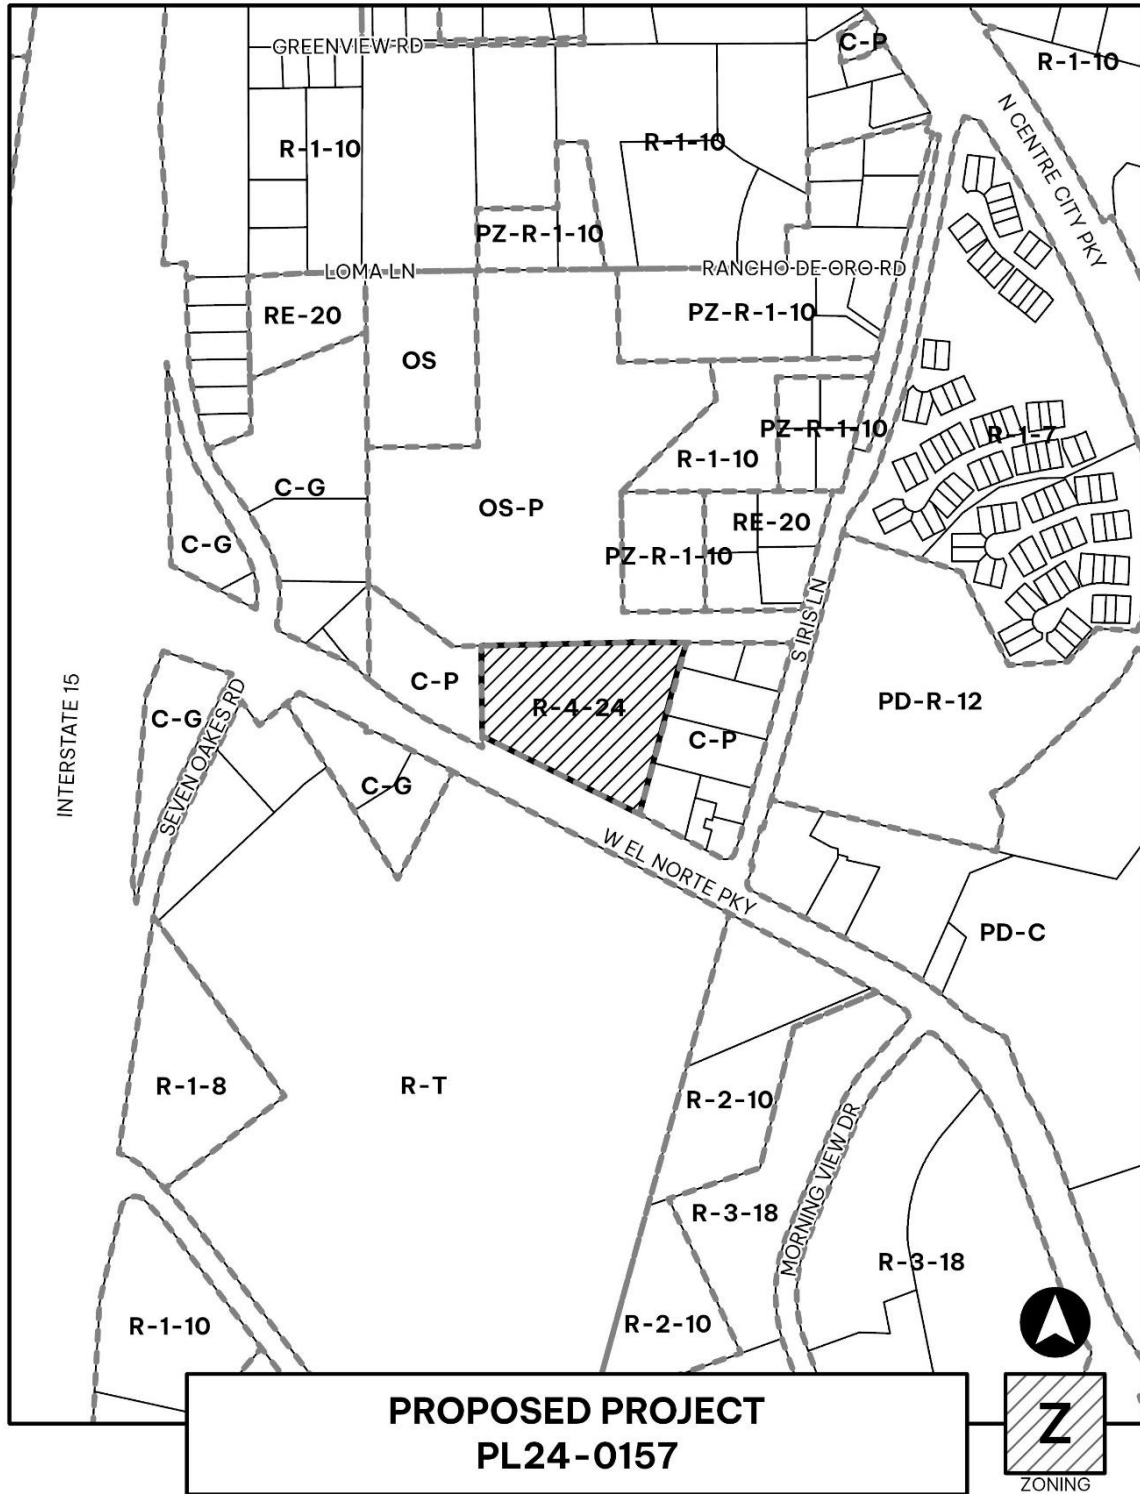 C-P
GREENVIEW RD
R-1-10
N CENTRE CITY PKY
R-1-10
R-1-10
PZ-R-1-10
LOMA LN
RANCHO DE ORO RD
RE-20
PZ-R-1-10
OS
PZ-R-1-10
R-1-7
R-1-10
C-G
OS-P
RE-20
C-G
PZ-R-1-10
S IRIS LN
C-P
R-4-24
PD-R-12
INTERSTATE 15
C-G
SEVEN OAKES RD
C-P
C-G
W EL NORTE PKY
PD-C
R-1-8
R-T
R-2-10
MORNING VIEW DR
R-3-18
R-3-18
R-1-10
R-2-10
PROPOSED PROJECT
PL24-0157
Z
ZONING